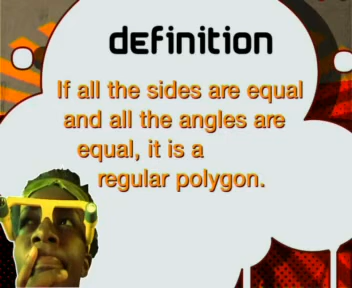 definition
If all the sides are equal
and all the angles are
equal, it is a
regular polygon.